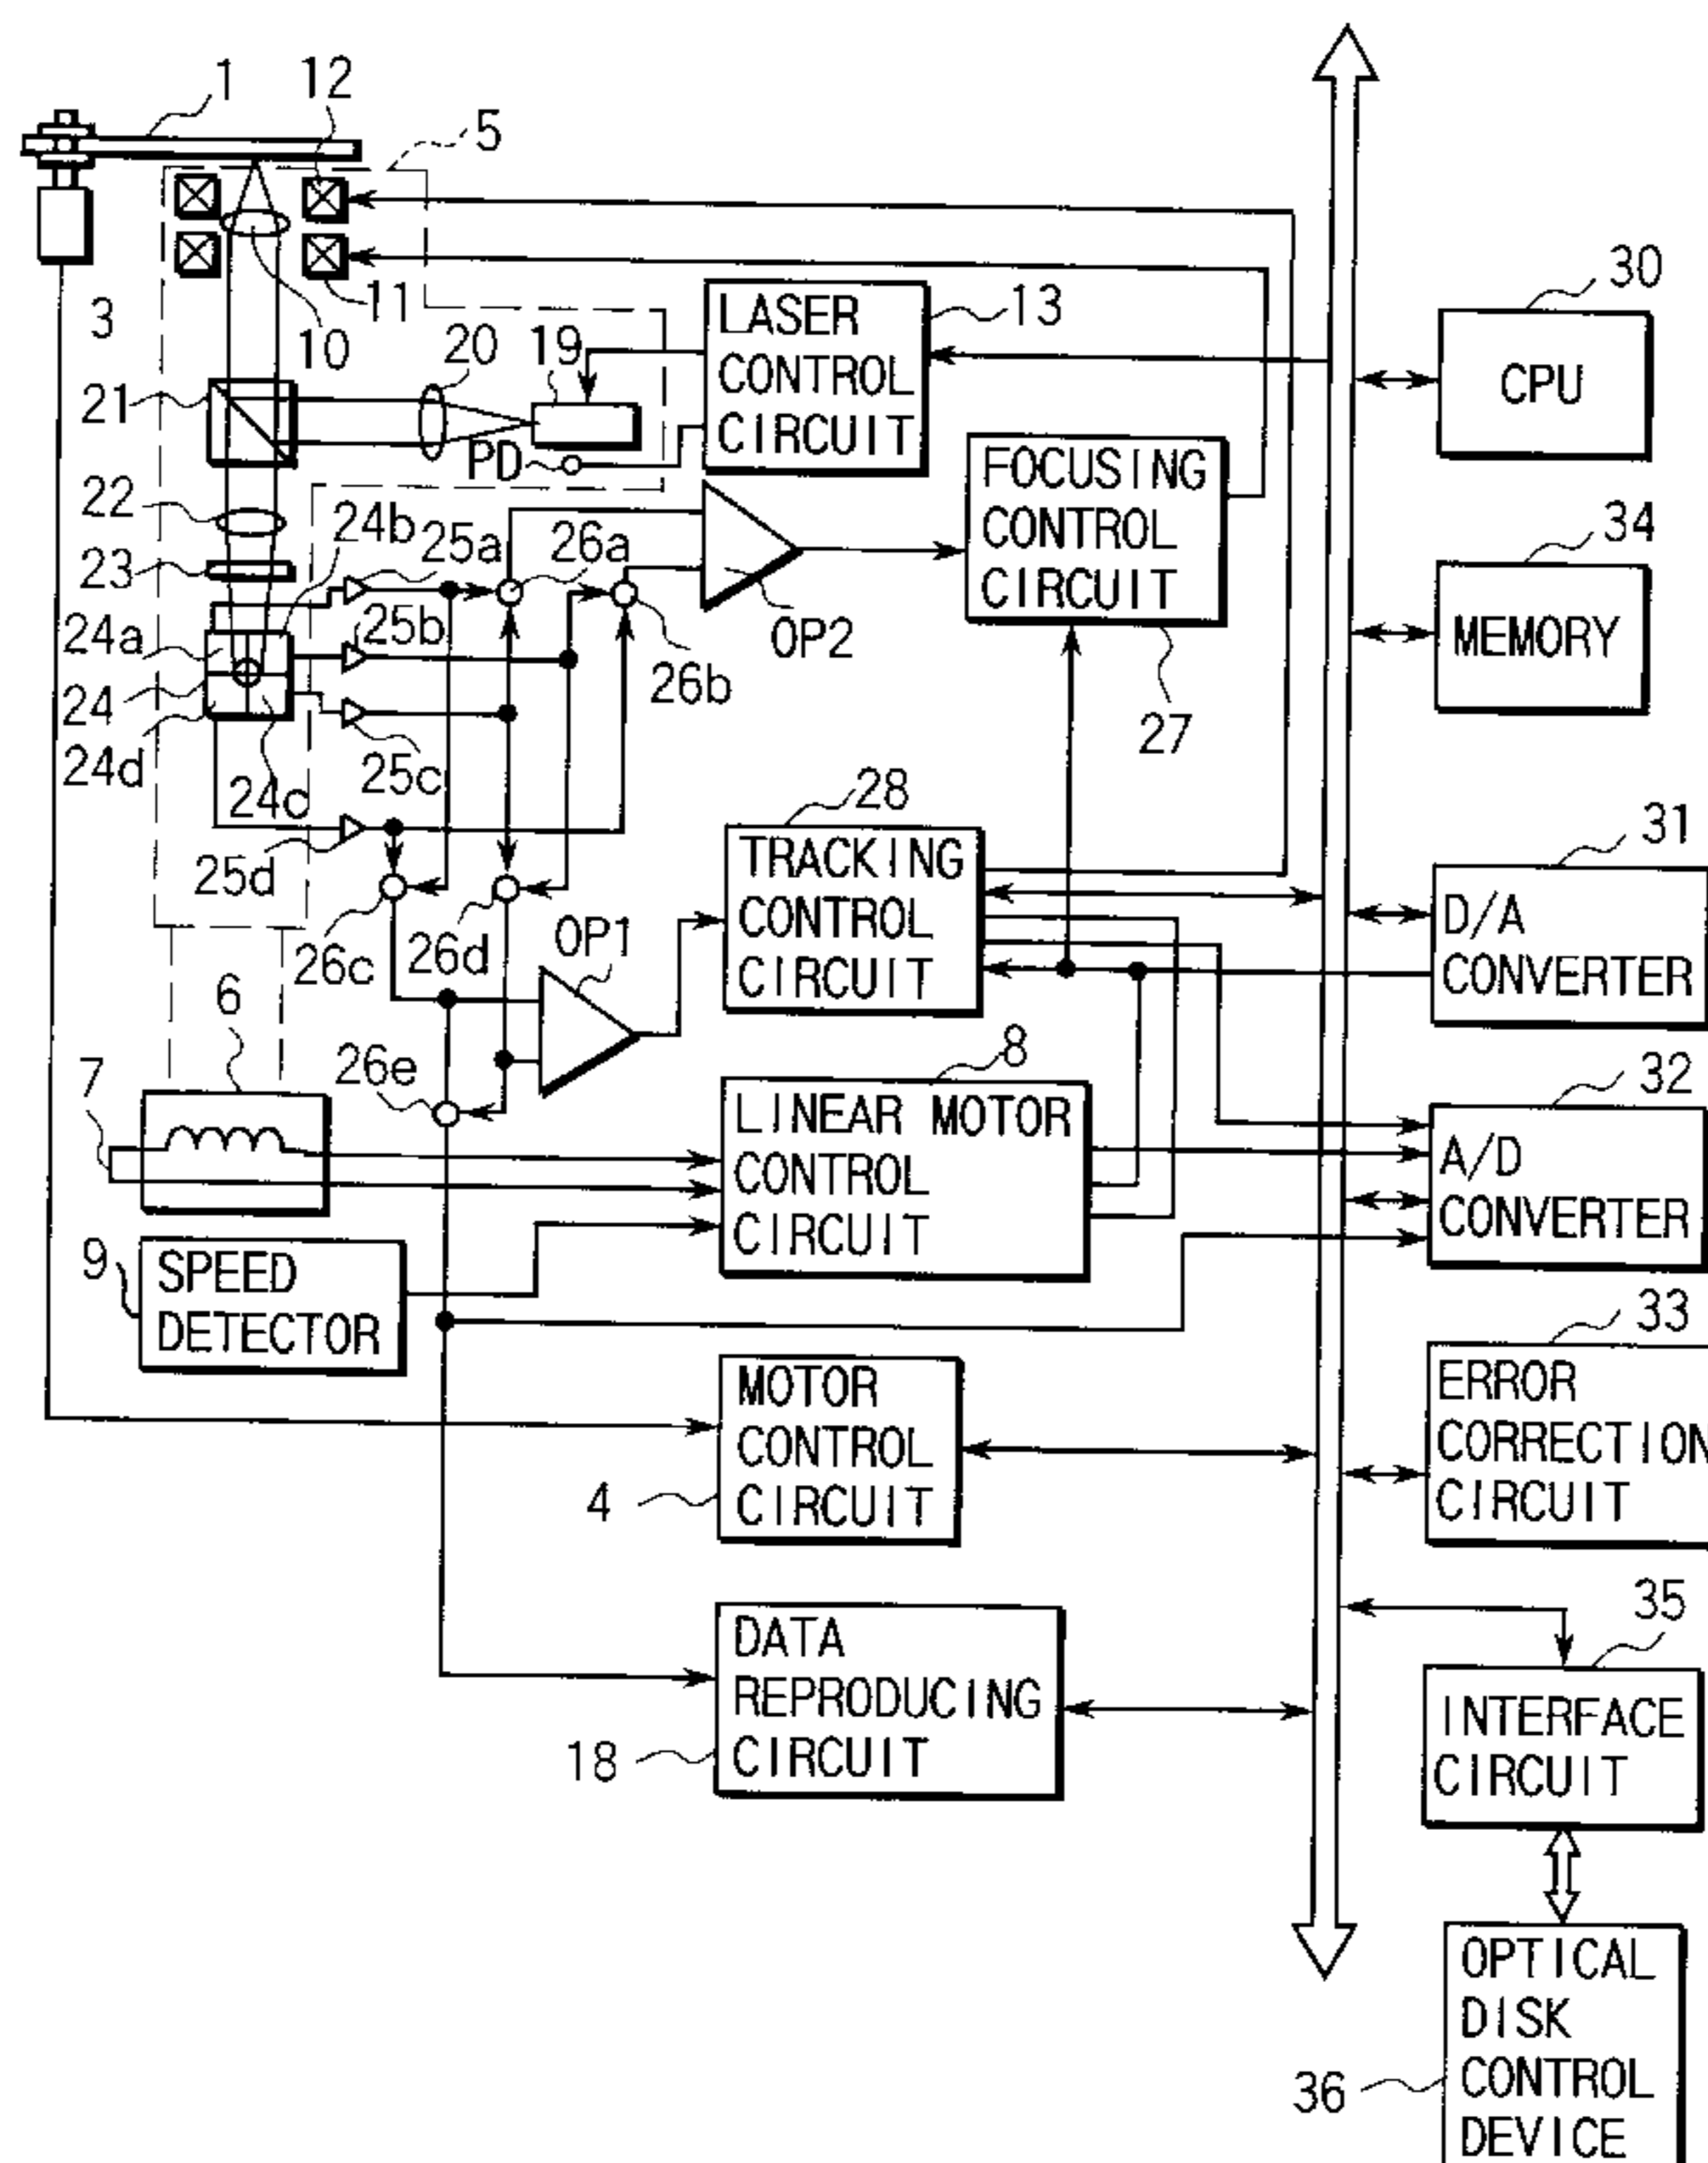 1
12
5
3
10
11
LASER
CONTROL
CIRCUIT
13
30
CPU
21
20
19
PD
22
23
24b
25a
26a
FOCUSING
CONTROL
CIRCUIT
27
34
MEMORY
24a
24
24d
25b
OP2
26b
24c
25c
25d
28
TRACKING
CONTROL
CIRCUIT
31
D/A
CONVERTER
26c
26d
OP1
6
7
26e
8
LINEAR MOTOR
CONTROL
CIRCUIT
32
A/D
CONVERTER
9
SPEED
DETECTOR
33
ERROR
CORRECTION
CIRCUIT
MOTOR
CONTROL
CIRCUIT
4
DATA
REPRODUCING
CIRCUIT
18
35
INTERFACE
CIRCUIT
OPTICAL
DISK
CONTROL
DEVICE
36